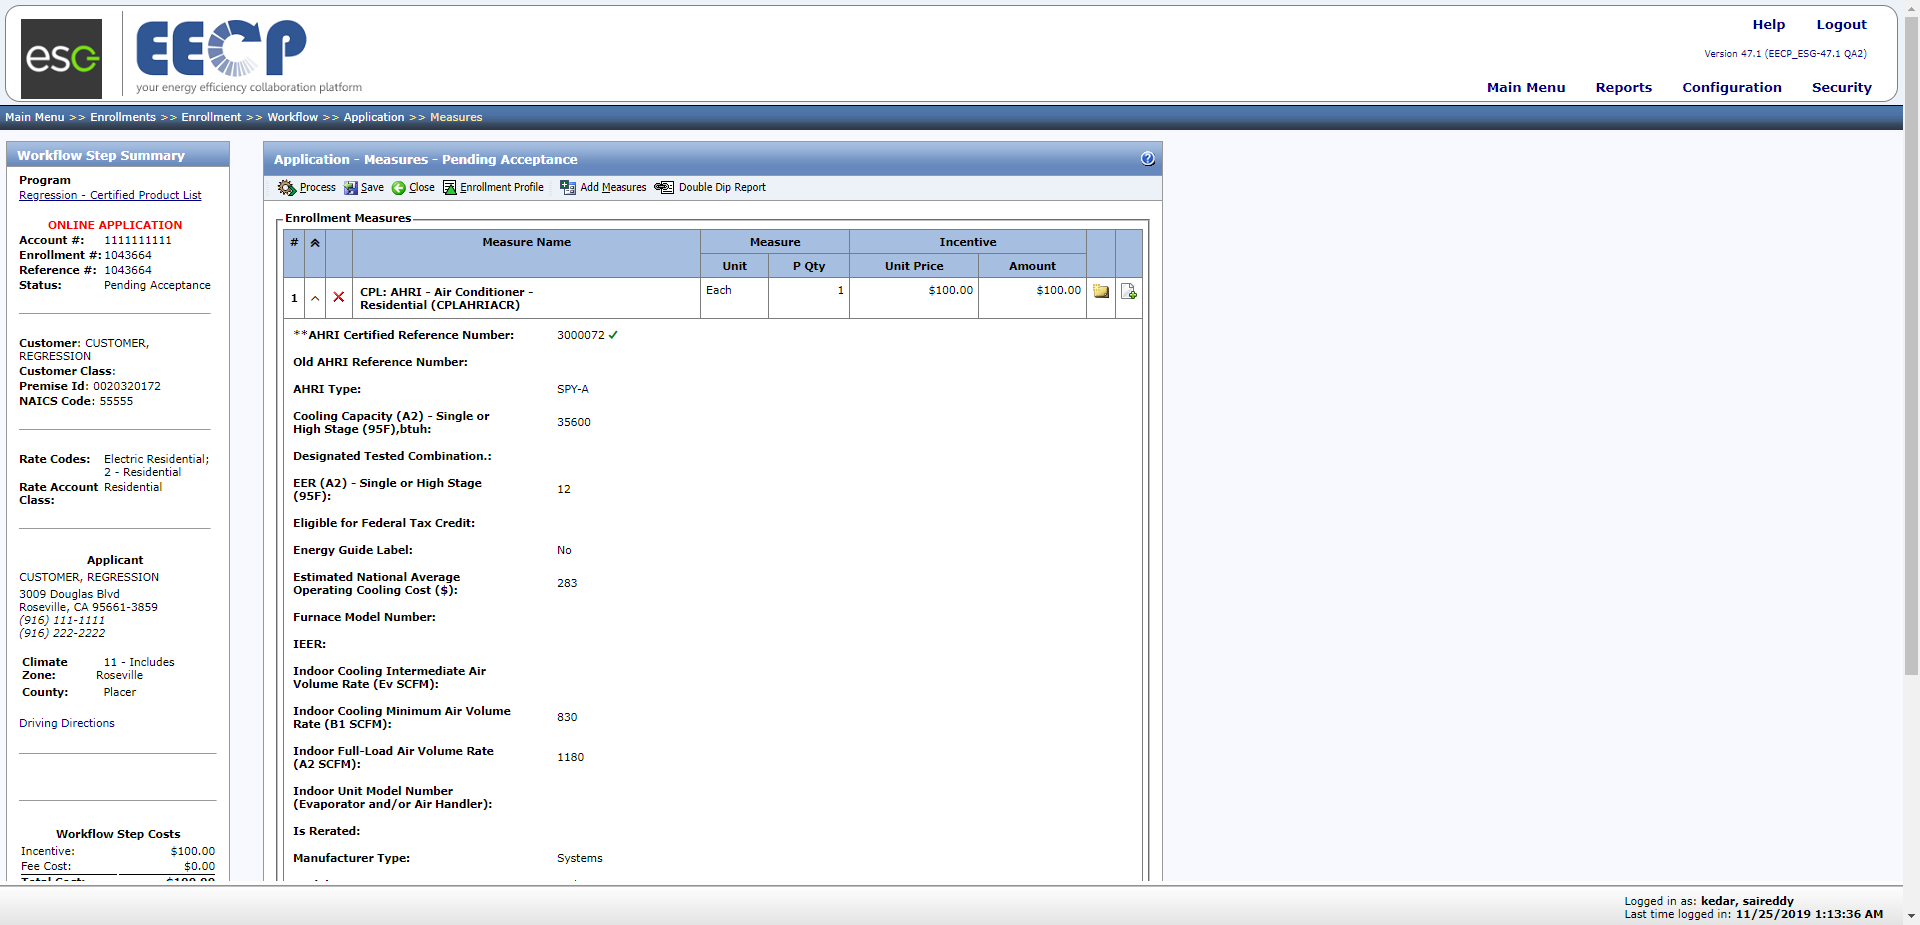 esg
EECP
your energy efficiency collaboration platform
Help Logout
Version 47.1 (EECP_ESG-47.1 QA2)
Main Menu Reports Configuration Security
Main Menu >> Enrollments >> Enrollment >> Workflow >> Application >> Measures
Workflow Step Summary
Program
Regression - Certified Product List
ONLINE APPLICATION
Account #: 1111111111
Enrollment #: 1043664
Reference #: 1043664
Status: Pending Acceptance
Customer: CUSTOMER,
REGRESSION
Customer Class:
Premise Id: 0020320172
NAICS Code: 55555
Rate Codes: Electric Residential;
2 - Residential
Rate Account Residential
Class:
Applicant
CUSTOMER, REGRESSION
3009 Douglas Blvd
Roseville, CA 95661-3859
(916) 111-1111
(916) 222-2222
Climate 11 - Includes
Zone: Roseville
County: Placer
Driving Directions
Workflow Step Costs
Incentive: $100.00
Fee Cost: $0.00
Total Cost: $100.00
Application - Measures - Pending Acceptance
Process Save Close Enrollment Profile Add Measures Double Dip Report
Enrollment Measures
# Measure Name Measure Incentive
Unit P Qty Unit Price Amount
1 CPL: AHRI - Air Conditioner - Each 1 $100.00 $100.00
Residential (CPLAHRIACR)
**AHRI Certified Reference Number: 3000072
Old AHRI Reference Number:
AHRI Type: SPY-A
Cooling Capacity (A2) - Single or
High Stage (95F),btuh: 35600
Designated Tested Combination.:
EER (A2) - Single or High Stage
(95F): 12
Eligible for Federal Tax Credit:
Energy Guide Label: No
Estimated National Average
Operating Cooling Cost ($): 283
Furnace Model Number:
IEER:
Indoor Cooling Intermediate Air
Volume Rate (Ev SCFM):
Indoor Cooling Minimum Air Volume
Rate (B1 SCFM): 830
Indoor Full-Load Air Volume Rate
(A2 SCFM): 1180
Indoor Unit Model Number
(Evaporator and/or Air Handler):
Is Rerated:
Manufacturer Type: Systems
Logged in as: kedar, saireddy
Last time logged in: 11/25/2019 1:13:36 AM